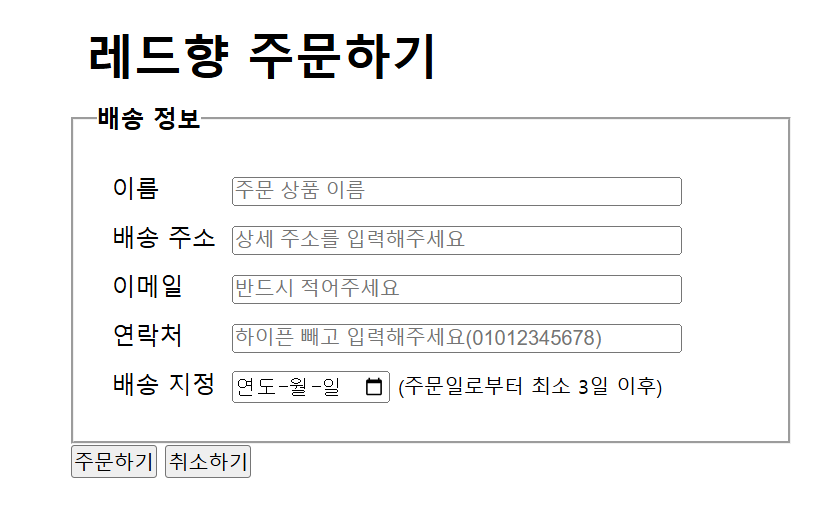 레드향 주문하기
배송 정보
이름 주문 상품 이름
배송 주소 상세 주소를 입력해주세요
이메일 반드시 적어주세요
연락처 하이픈 빼고 입력해주세요(01012345678)
배송 지정 연도-월-일 (주문일로부터 최소 3일 이후)
주문하기 취소하기